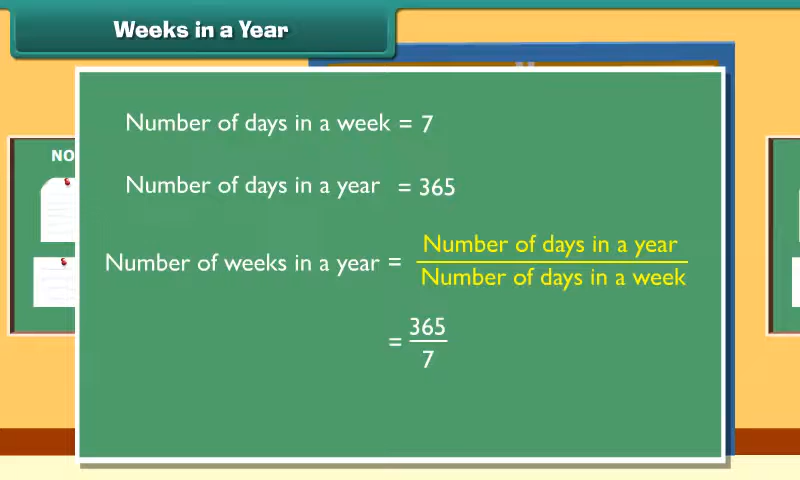 Weeks in a Year
NO
Number of days in a week = 7
Number of days in a year = 365
Number of weeks in a year = Number of days in a year
Number of days in a week
= 365
7